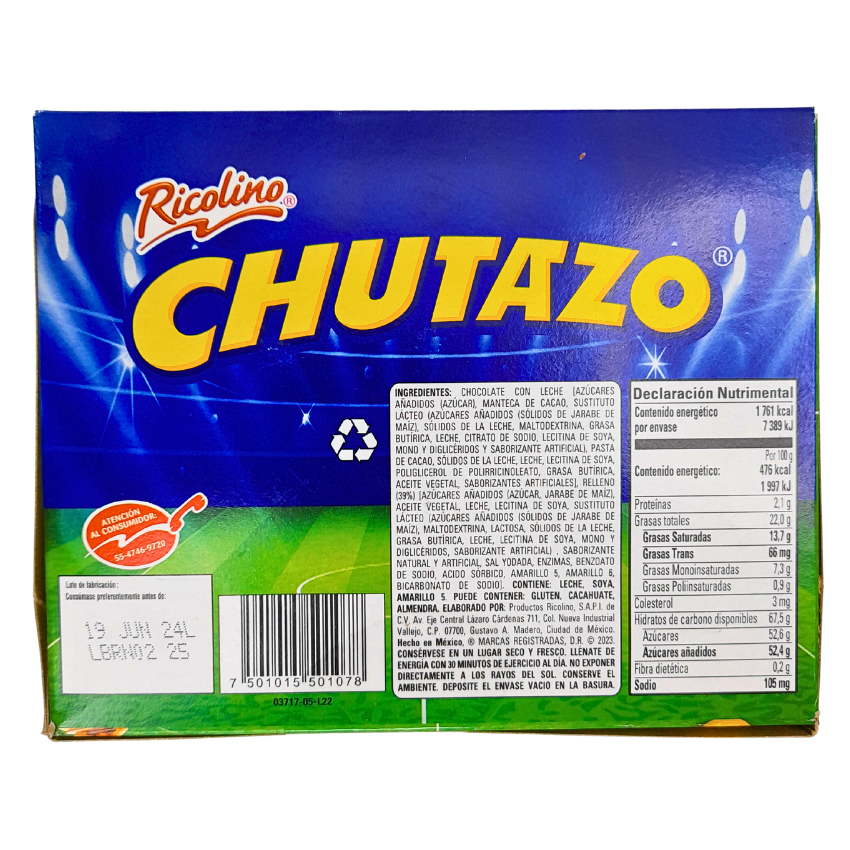 Ricolino®
CHUTAZO®
INGREDIENTES: CHOCOLATE CON LECHE [AZÚCARES
AÑADIDOS (AZÚCAR), MANTECA DE CACAO, SUSTITUTO
LÁCTEO (AZÚCARES AÑADIDOS (SÓLIDOS DE JARABE DE
MAÍZ), SÓLIDOS DE LA LECHE, MALTODEXTRINA, GRASA
BUTÍRICA, LECHE, CITRATO DE SODIO, LECITINA DE SOYA,
MONO Y DIGLICÉRIDOS Y SABORIZANTE ARTIFICIAL), PASTA
DE CACAO, SÓLIDOS DE LA LECHE, LECHE, LECITINA DE SOYA,
POLIGLICEROL DE POLIRRICINOLEATO, GRASA BUTÍRICA,
ACEITE VEGETAL, SABORIZANTES ARTIFICIALES], RELLENO
(39%) [AZÚCARES AÑADIDOS (AZÚCAR, JARABE DE MAÍZ),
ACEITE VEGETAL, LECHE, LECITINA DE SOYA, SUSTITUTO
LÁCTEO (AZÚCARES AÑADIDOS (SÓLIDOS DE JARABE DE
MAÍZ), MALTODEXTRINA, LACTOSA, SÓLIDOS DE LA LECHE,
GRASA BUTÍRICA, LECHE, LECITINA DE SOYA, MONO Y
DIGLICÉRIDOS, SABORIZANTE ARTIFICIAL) , SABORIZANTE
NATURAL Y ARTIFICIAL, SAL YODADA, ENZIMAS, BENZOATO
DE SODIO, ACIDO SÓRBICO, AMARILLO 5, AMARILLO 6,
BICARBONATO DE SODIO]. CONTIENE: LECHE, SOYA,
AMARILLO 5. PUEDE CONTENER: GLUTEN, CACAHUATE,
ALMENDRA. ELABORADO POR: Productos Ricolino, S.A.P.I. de
C.V. Av. Eje Central Lázaro Cárdenas 711, Col. Nueva Industrial
Vallejo, C.P. 07700, Gustavo A. Madero, Ciudad de México.
Hecho en México, ® MARCAS REGISTRADAS, D.R. © 2023.
CONSÉRVESE EN UN LUGAR SECO Y FRESCO. LLENATE DE
ENERGÍA CON 30 MINUTOS DE EJERCICIO AL DÍA. NO EXPONER
DIRECTAMENTE A LOS RAYOS DEL SOL. CONSERVE EL
AMBIENTE. DEPOSITE EL ENVASE VACIO EN LA BASURA.
Declaración Nutrimental
Contenido energético 1 761 kcal
por envase 7 389 kJ
Por 100 g
Contenido energético: 476 kcal
1 997 kJ
Proteínas 2,1 g
Grasas totales 22,0 g
Grasas Saturadas 13,7 g
Grasas Trans 66 mg
Grasas Monoinsaturadas 7,3 g
Grasas Poliinsaturadas 0,9 g
Colesterol 3 mg
Hidratos de carbono disponibles 67,5 g
Azúcares 52,6 g
Azúcares añadidos 52,4 g
Fibra dietética 0,2 g
Sodio 105 mg
ATENCIÓN
AL CONSUMIDOR:
55-4746-9720
Lote de fabricación:
Consúmase preferentemente antes de:
19 JUN 24L
LBRN02 25
7 501015 501078
03717-05-L22